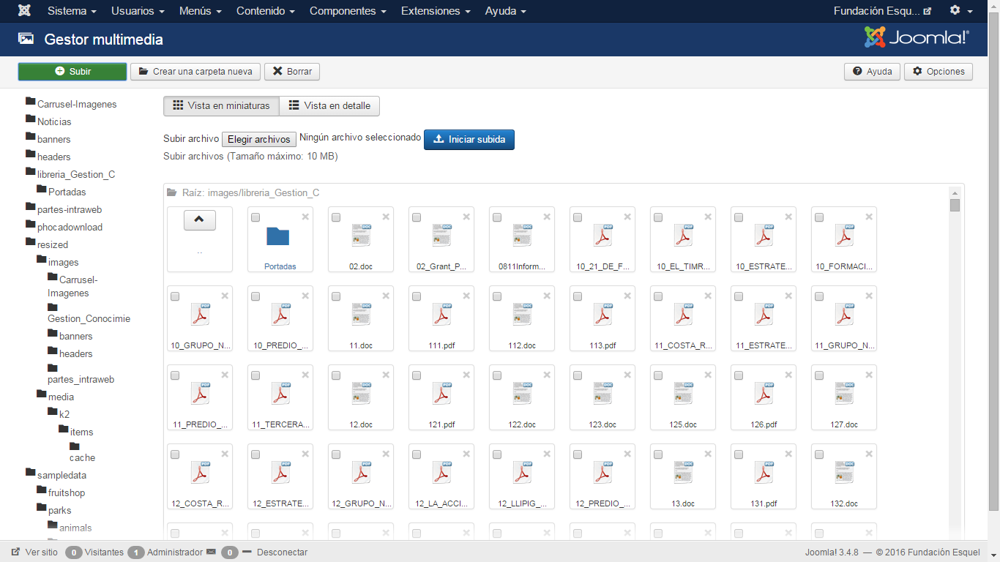 Sistema Usuarios Menús Contenido Componentes Extensiones Ayuda Fundación Esqu...
Gestor multimedia Joomla!®
Subir Crear una carpeta nueva Borrar Ayuda Opciones
Carrusel-Imagenes
Noticias
banners
headers
libreria_Gestion_C
Portadas
partes-intraweb
phocadownload
resized
images
Carrusel-
Imagenes
Gestion_Conocimie
banners
headers
partes_intraweb
media
k2
items
cache
sampledata
fruitshop
parks
animals
Vista en miniaturas Vista en detalle
Subir archivo Elegir archivos Ningún archivo seleccionado Iniciar subida
Subir archivos (Tamaño máximo: 10 MB)
Raíz: images/libreria_Gestion_C
.. Portadas 02.doc 02_Grant_P... 0811Inform... 10_21_DE_F... 10_EL_TIMR... 10_ESTRATE... 10_FORMACI...
10_GRUPO_N... 10_PREDIO_... 11.doc 111.pdf 112.doc 113.pdf 11_COSTA_R... 11_ESTRATE... 11_GRUPO_N...
11_PREDIO_... 11_TERCERA... 12.doc 121.pdf 122.doc 123.doc 125.doc 126.pdf 127.doc
12_COSTA_R... 12_ESTRATE... 12_GRUPO_N... 12_LA_ACCI... 12_LLIPIG_... 12_PREDIO_... 13.doc 131.pdf 132.doc
Ver sitio 0 Visitantes 1 Administrador 0 Desconectar Joomla! 3.4.8 — © 2016 Fundación Esquel